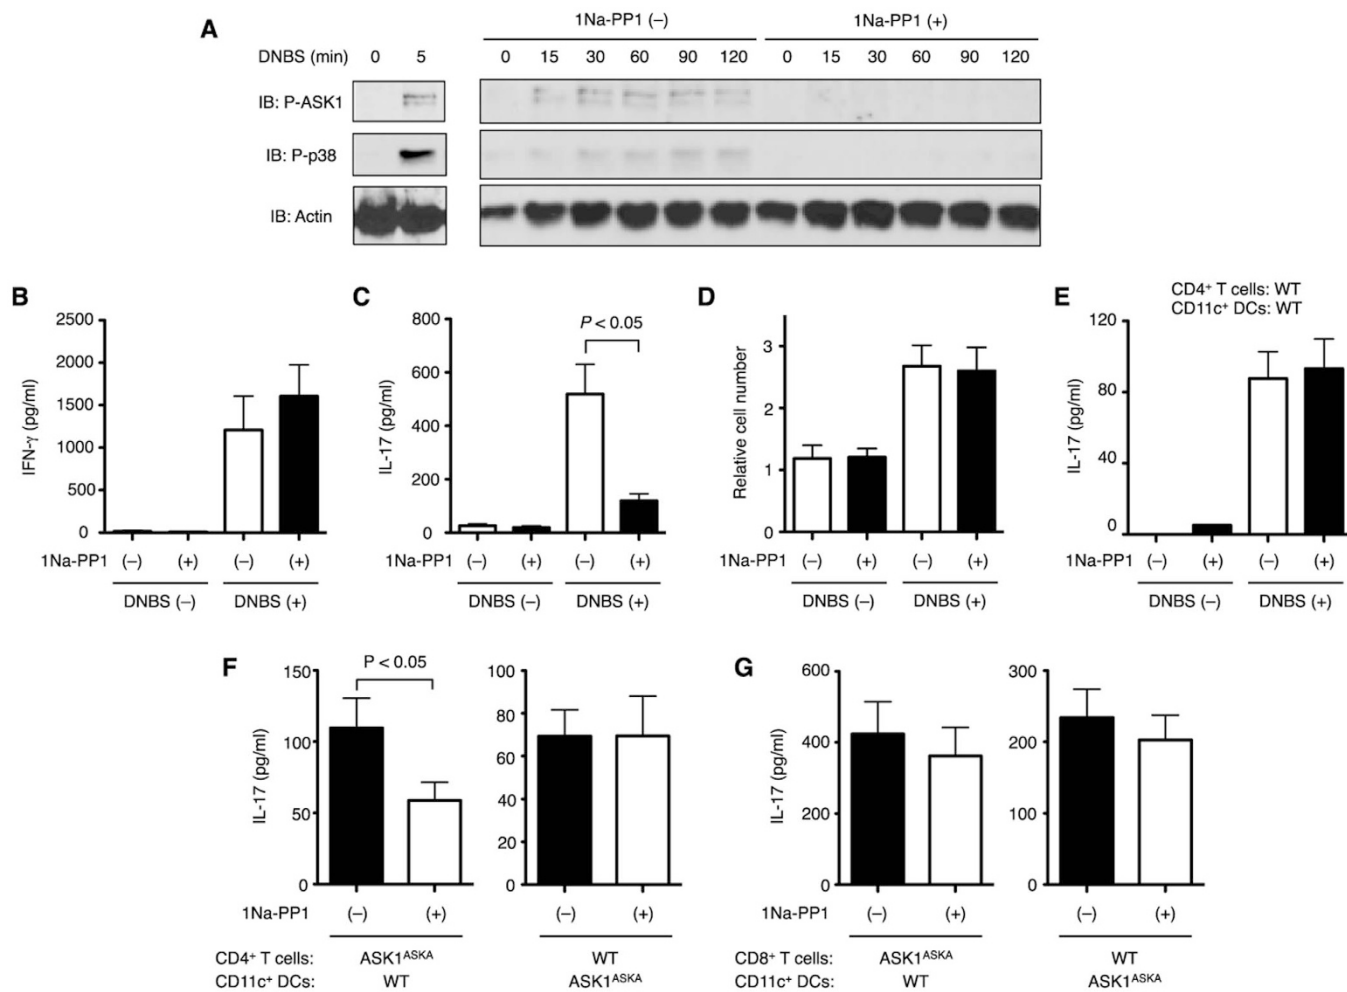 A
1Na-PP1 (–) 1Na-PP1 (+)
DNBS (min) 0 5 0 15 30 60 90 120 0 15 30 60 90 120
IB: P-ASK1
IB: P-p38
IB: Actin
B
IFN-γ (pg/ml)
2500
2000
1500
1000
500
0
1Na-PP1 (–) (+) (–) (+)
DNBS (–) DNBS (+)
C
IL-17 (pg/ml)
800
600
400
200
0
P < 0.05
1Na-PP1 (–) (+) (–) (+)
DNBS (–) DNBS (+)
D
Relative cell number
3
2
1
0
1Na-PP1 (–) (+) (–) (+)
DNBS (–) DNBS (+)
E
CD4⁺ T cells: WT
CD11c⁺ DCs: WT
IL-17 (pg/ml)
120
80
40
0
1Na-PP1 (–) (+) (–) (+)
DNBS (–) DNBS (+)
F
IL-17 (pg/ml)
150
100
50
0
P < 0.05
100
80
60
40
20
0
1Na-PP1 (–) (+) (–) (+)
CD4⁺ T cells: ASK1ᴬˢᴷᴬ WT
CD11c⁺ DCs: WT ASK1ᴬˢᴷᴬ
G
IL-17 (pg/ml)
600
400
200
0
300
200
100
0
1Na-PP1 (–) (+) (–) (+)
CD8⁺ T cells: ASK1ᴬˢᴷᴬ WT
CD11c⁺ DCs: WT ASK1ᴬˢᴷᴬ